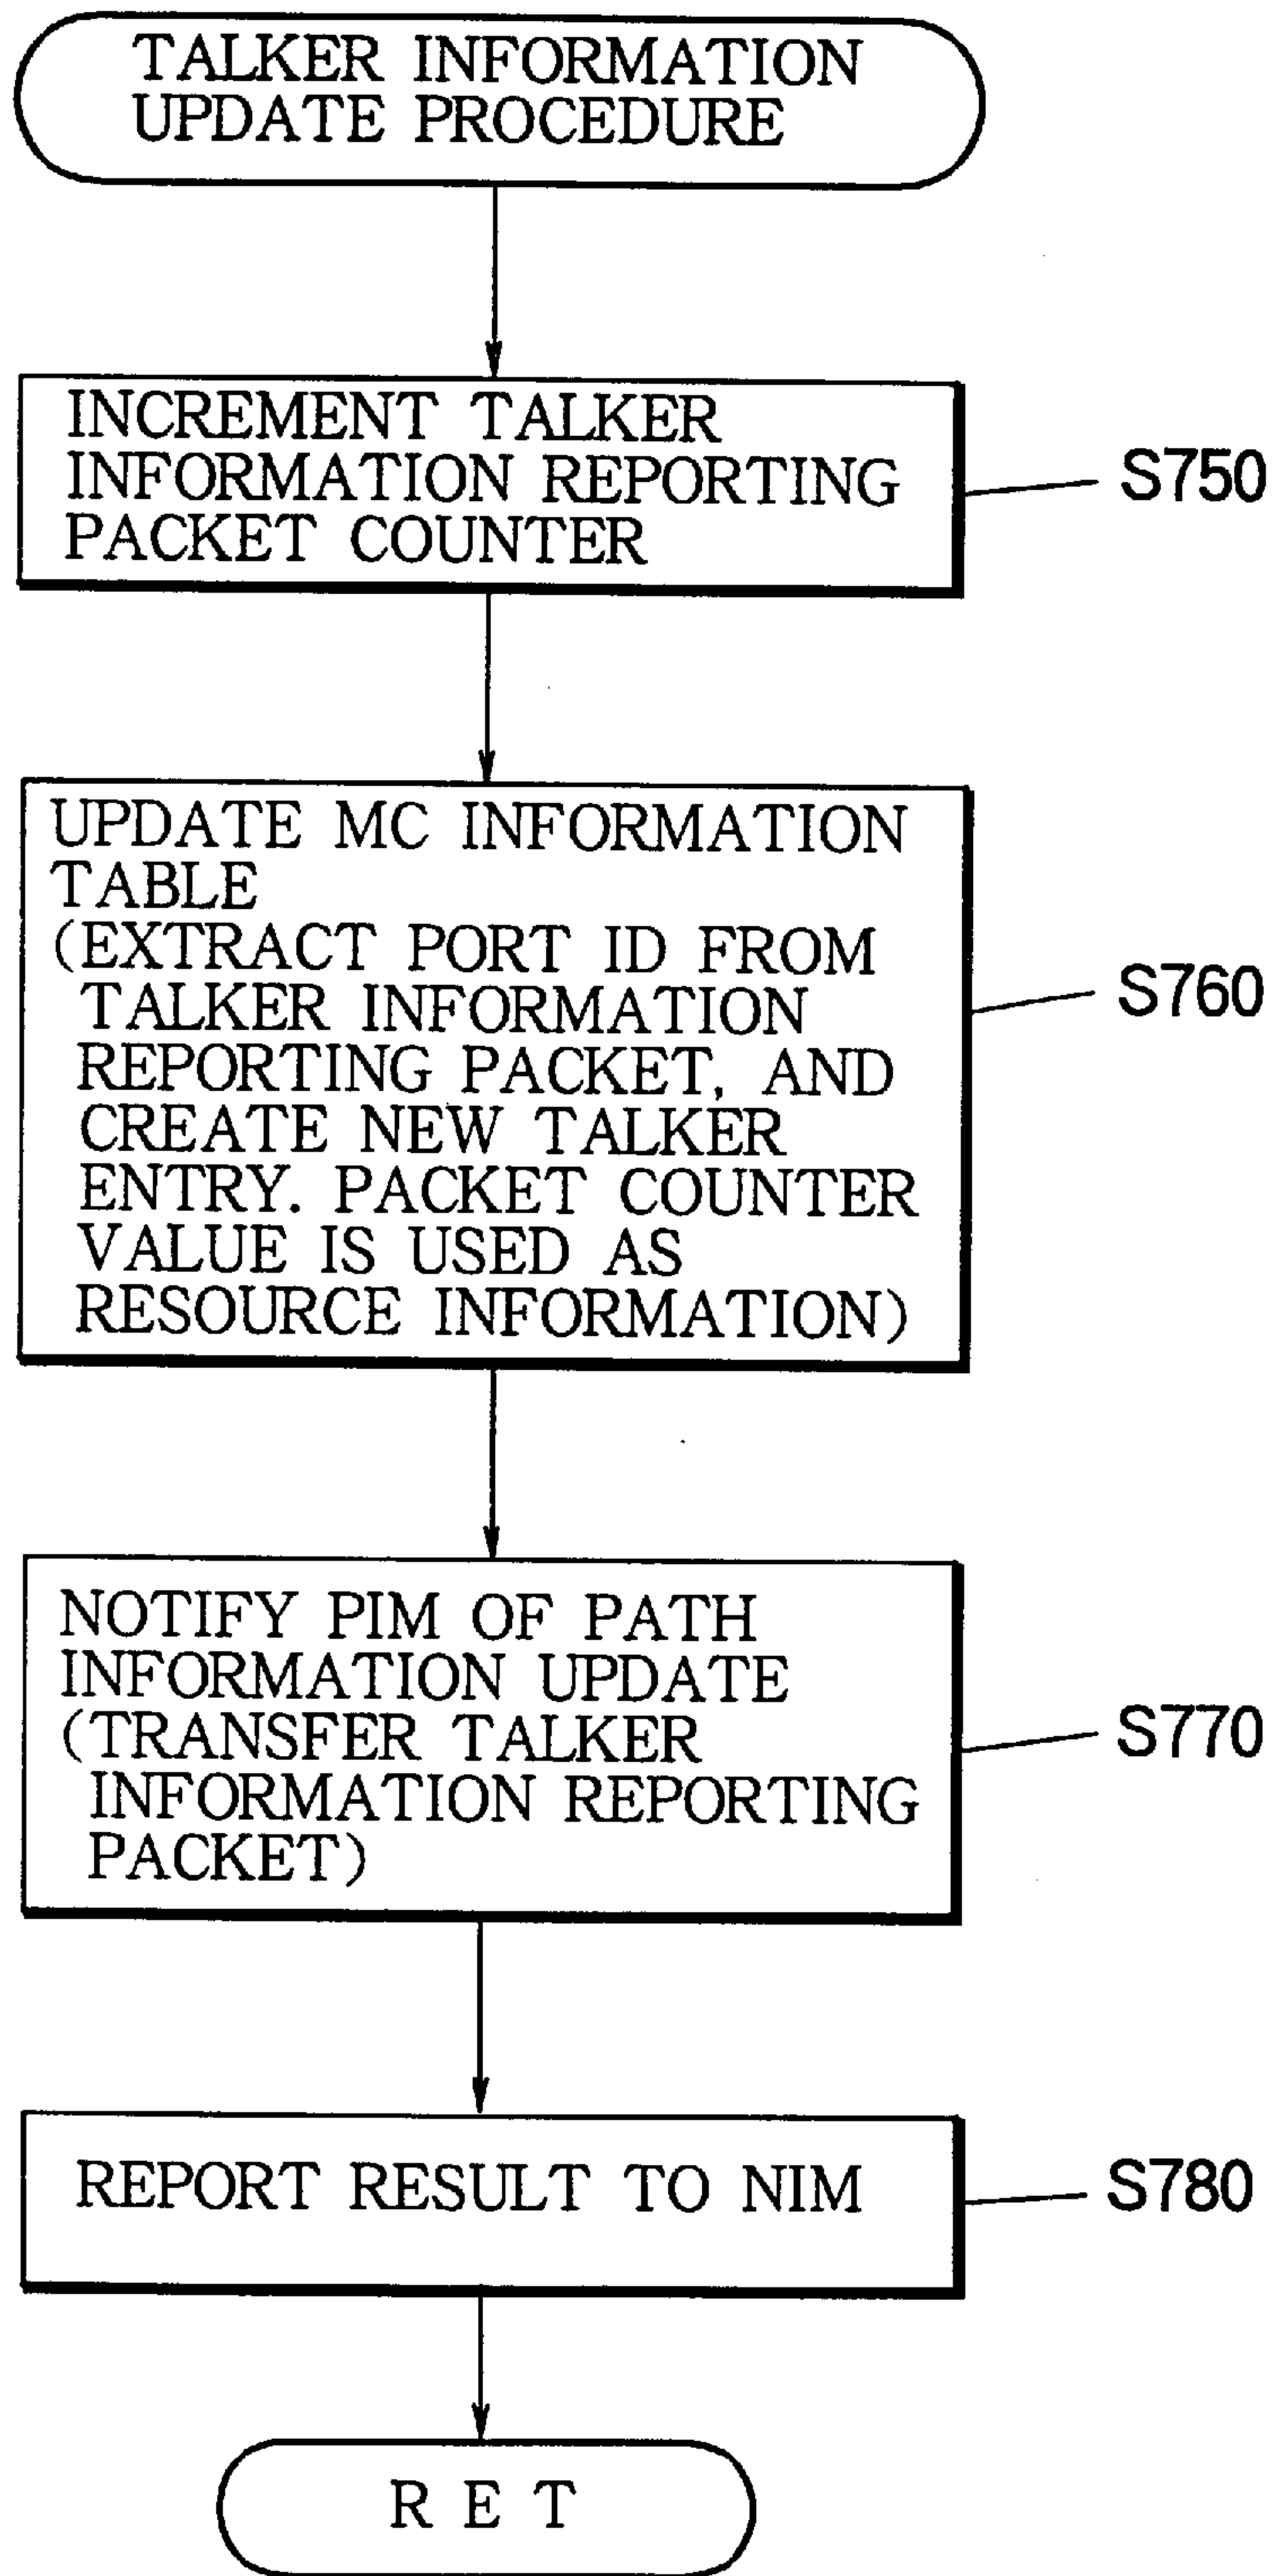 TALKER INFORMATION
UPDATE PROCEDURE
INCREMENT TALKER
INFORMATION REPORTING
PACKET COUNTER
S750
UPDATE MC INFORMATION
TABLE
(EXTRACT PORT ID FROM
TALKER INFORMATION
REPORTING PACKET, AND
CREATE NEW TALKER
ENTRY. PACKET COUNTER
VALUE IS USED AS
RESOURCE INFORMATION)
S760
NOTIFY PIM OF PATH
INFORMATION UPDATE
(TRANSFER TALKER
INFORMATION REPORTING
PACKET)
S770
REPORT RESULT TO NIM
S780
R E T